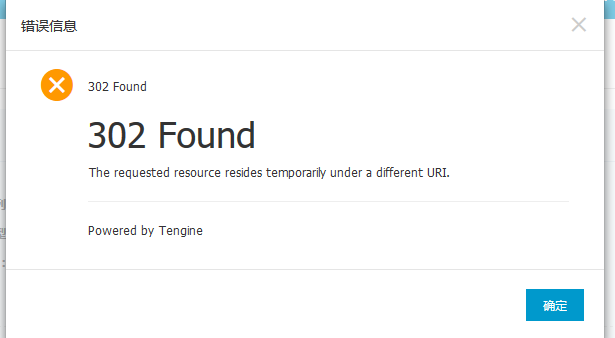 错误信息
302 Found
302 Found
The requested resource resides temporarily under a different URI.
Powered by Tengine
确定